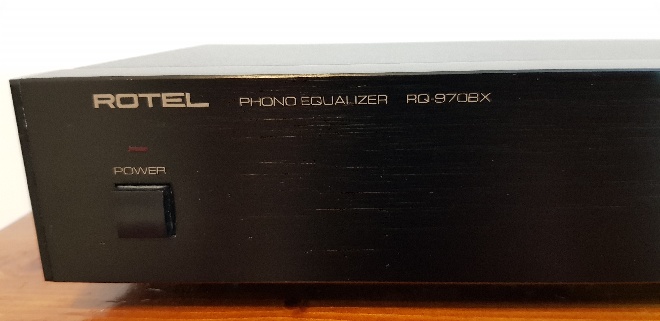 ROTEL PHONO EQUALIZER RQ-970BX
POWER